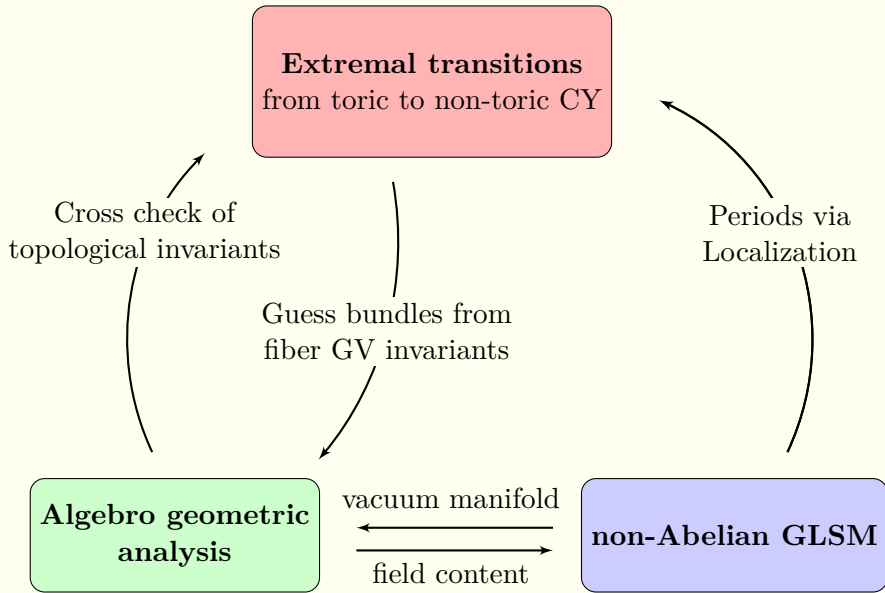 Extremal transitions
from toric to non-toric CY
Cross check of
topological invariants
Periods via
Localization
Guess bundles from
fiber GV invariants
Algebro geometric
analysis
vacuum manifold
field content
non-Abelian GLSM